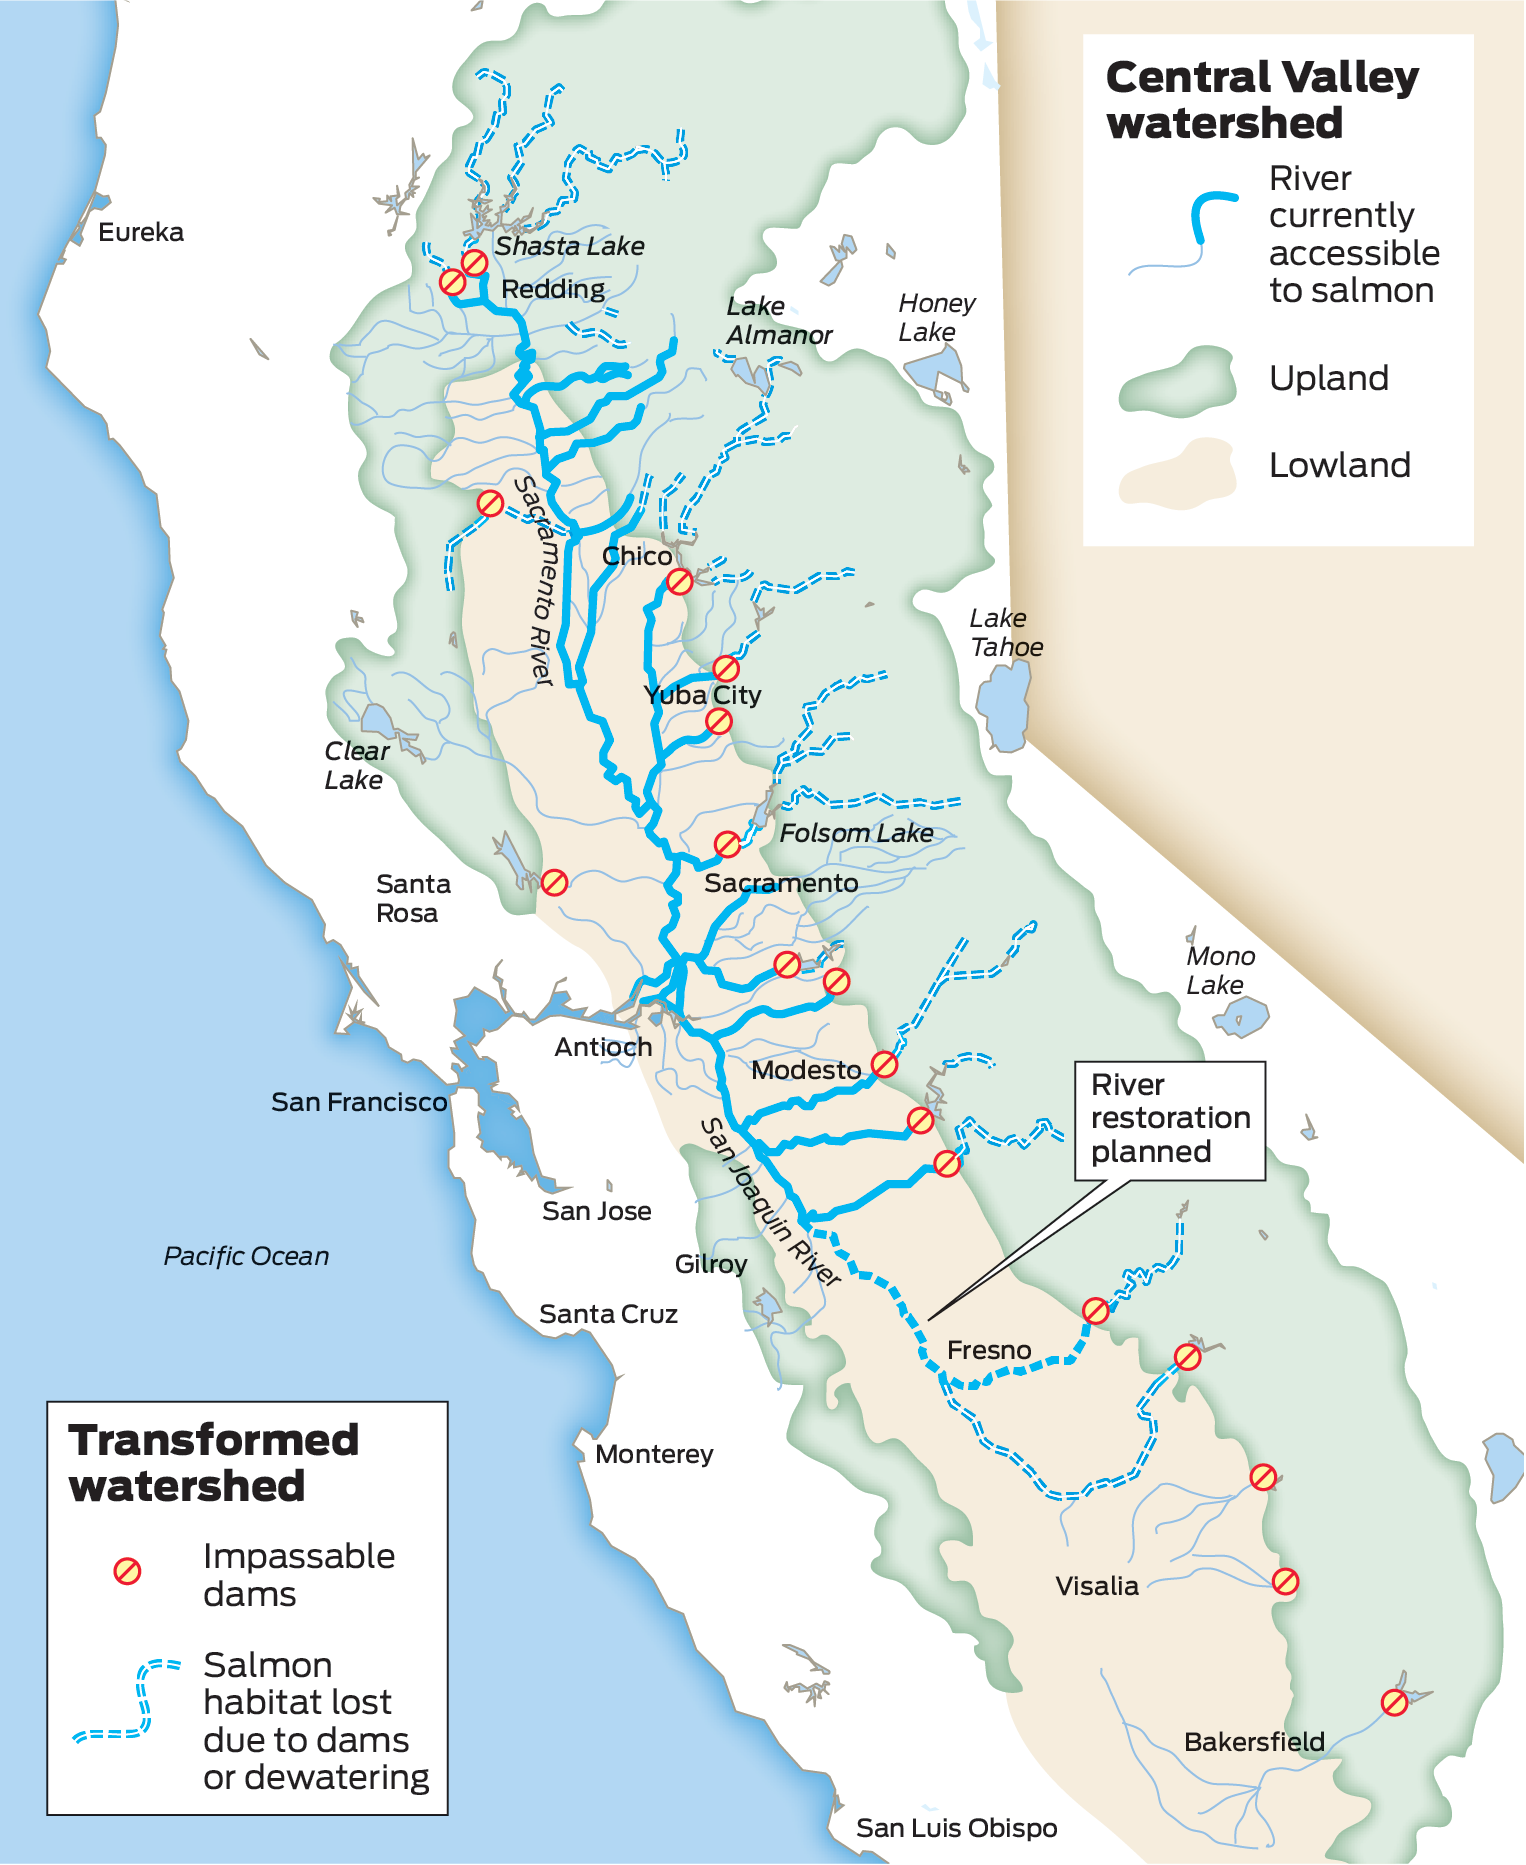 Central Valley
watershed
River
currently
accessible
to salmon
Upland
Lowland
Eureka
Shasta Lake
Redding
Lake
Almanor
Honey
Lake
Sacramento River
Chico
Lake
Tahoe
Yuba City
Clear
Lake
Folsom Lake
Santa
Rosa
Sacramento
Mono
Lake
Antioch
Modesto
San Francisco
River
restoration
planned
San Joaquin River
San Jose
Pacific Ocean
Gilroy
Santa Cruz
Fresno
Monterey
Visalia
Bakersfield
San Luis Obispo
Transformed
watershed
Impassable
dams
Salmon
habitat lost
due to dams
or dewatering